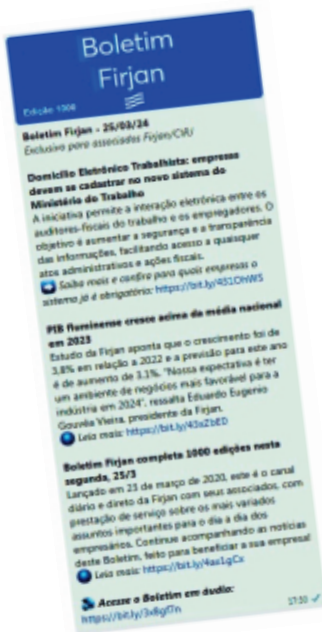 Boletim
Firjan
Edição 1000
Boletim Firjan - 25/03/24
Exclusivo para associados Firjan/CIRJ
Domicílio Eletrônico Trabalhista: empresas
devem se cadastrar no novo sistema do
Ministério do Trabalho
A iniciativa permite a interação eletrônica entre os
auditores-fiscais do trabalho e os empregadores. O
objetivo é aumentar a segurança e a transparência
das informações, facilitando acesso a quaisquer
atos administrativos e ações fiscais.
Saiba mais e confira para quais empresas o
sistema já é obrigatório:
PIB fluminense cresce acima da média nacional
em 2023
Estudo da Firjan aponta que o crescimento foi de
3,8% em relação a 2022 e a previsão para este ano
é de aumento de 3,1%. "Nossa expectativa é ter
um ambiente de negócios mais favorável para a
indústria em 2024", ressalta Eduardo Eugenio
Gouvêa Vieira, presidente da Firjan.
Leia mais:
Boletim Firjan completa 1000 edições nesta
segunda, 25/3
Lançado em 23 de março de 2020, este é o canal
diário e direto da Firjan com seus associados, com
prestação de serviço sobre os mais variados
assuntos importantes para o dia a dia dos
empresários. Continue acompanhando as notícias
deste Boletim, feito para beneficiar a sua empresa!
Leia mais:
Acesse o Boletim em áudio:
17:50